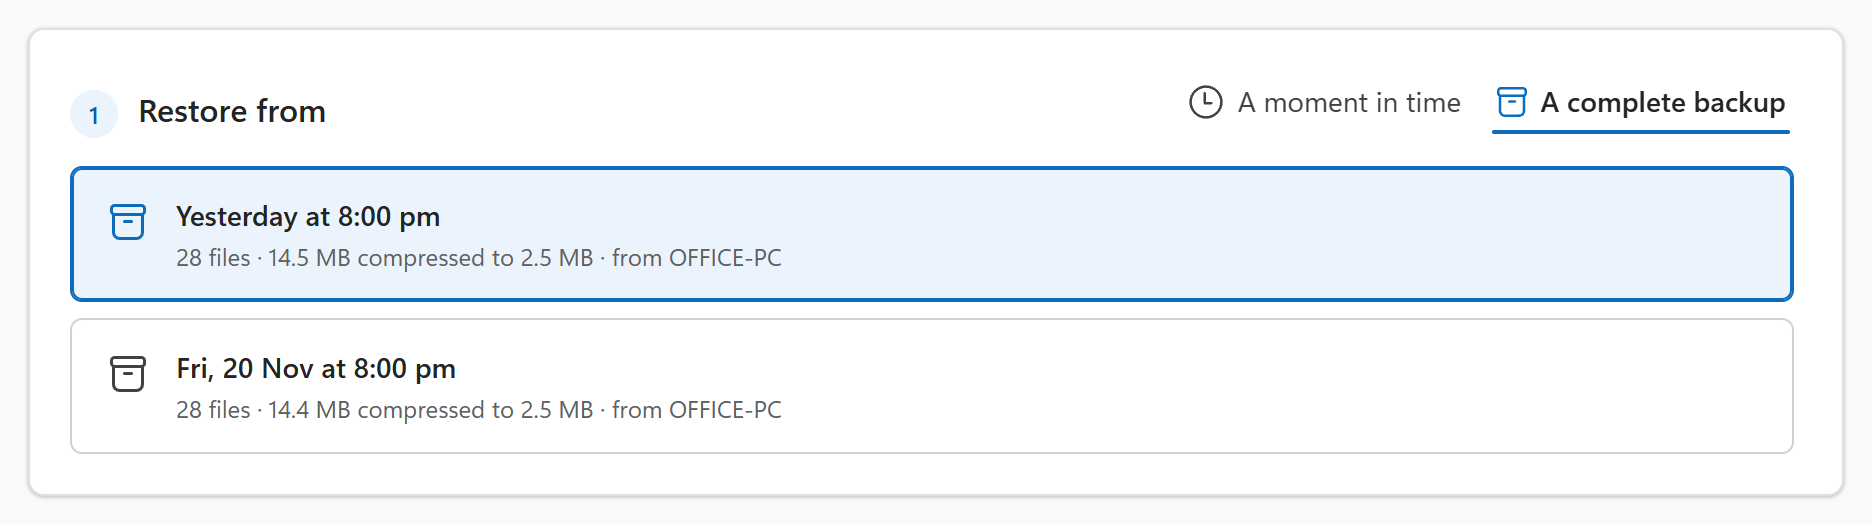 1 Restore from
A moment in time
A complete backup
Yesterday at 8:00 pm
28 files · 14.5 MB compressed to 2.5 MB · from OFFICE-PC
Fri, 20 Nov at 8:00 pm
28 files · 14.4 MB compressed to 2.5 MB · from OFFICE-PC